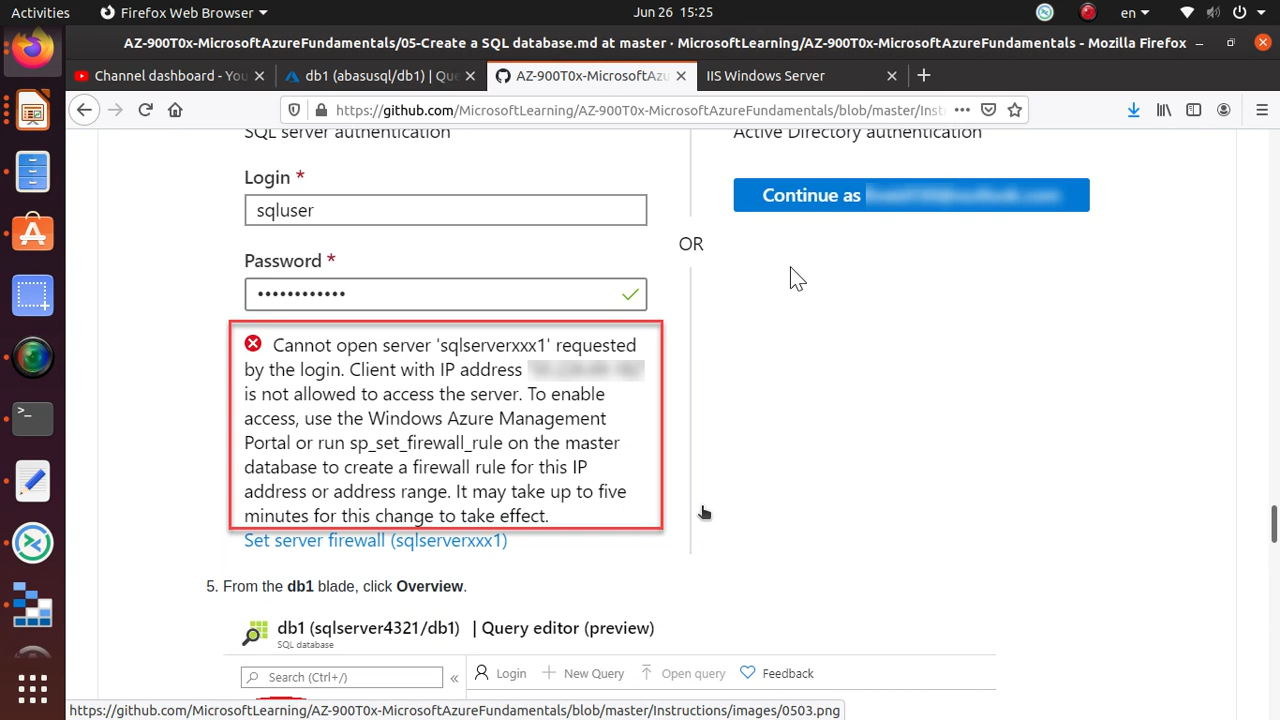 Activities
Firefox Web Browser
Jun 26 15:25
en
AZ-900T0x-MicrosoftAzureFundamentals/05-Create a SQL database.md at master · MicrosoftLearning/AZ-900T0x-MicrosoftAzureFundamentals - Mozilla Firefox
Channel dashboard - You
db1 (abasusql/db1) | Que
AZ-900T0x-MicrosoftAzu
IIS Windows Server
https://github.com/MicrosoftLearning/AZ-900T0x-MicrosoftAzureFundamentals/blob/master/Instr
SQL server authentication
Active Directory authentication
Login *
sqluser
Continue as
OR
Password *
••••••••••••
Cannot open server 'sqlserverxxx1' requested
by the login. Client with IP address
is not allowed to access the server. To enable
access, use the Windows Azure Management
Portal or run sp_set_firewall_rule on the master
database to create a firewall rule for this IP
address or address range. It may take up to five
minutes for this change to take effect.
Set server firewall (sqlserverxxx1)
5. From the db1 blade, click Overview.
db1 (sqlserver4321/db1) | Query editor (preview)
SQL database
Search (Ctrl+/)
«
Login
New Query
Open query
Feedback
https://github.com/MicrosoftLearning/AZ-900T0x-MicrosoftAzureFundamentals/blob/master/Instructions/images/0503.png